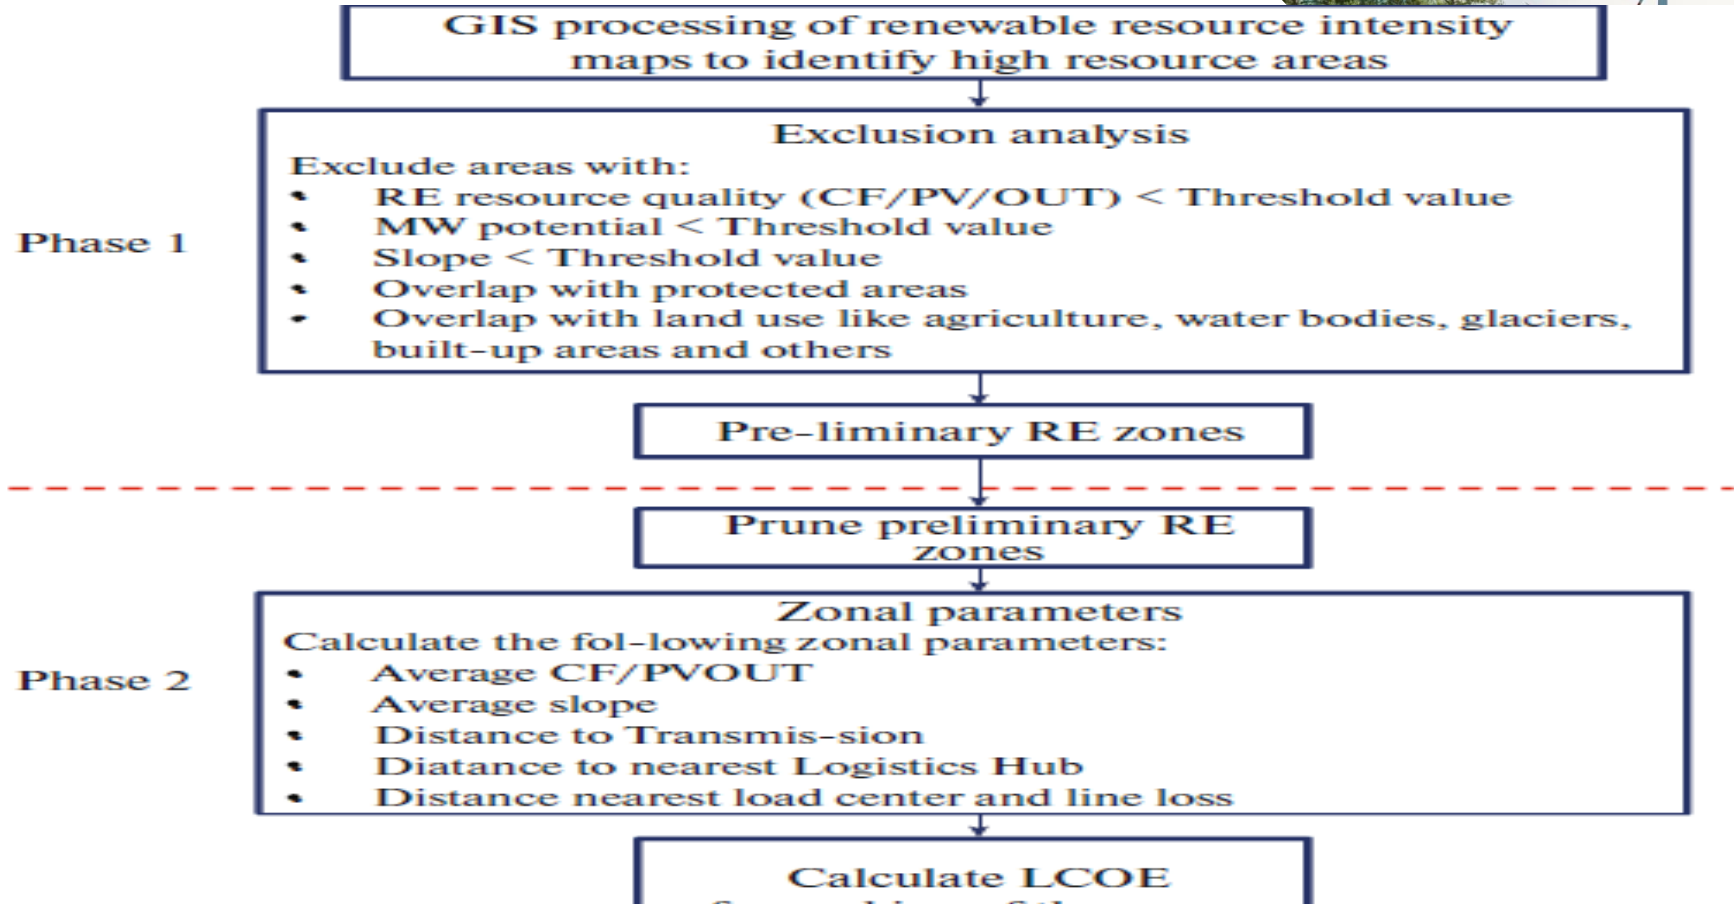 GIS processing of renewable resource intensity
maps to identify high resource areas
Exclusion analysis
Exclude areas with:
• RE resource quality (CF/PV/OUT) < Threshold value
• MW potential < Threshold value
• Slope < Threshold value
• Overlap with protected areas
• Overlap with land use like agriculture, water bodies, glaciers,
built-up areas and others
Phase 1
Pre-liminary RE zones
Prune preliminary RE
zones
Zonal parameters
Calculate the fol-lowing zonal parameters:
• Average CF/PVOUT
• Average slope
• Distance to Transmis-sion
• Diatance to nearest Logistics Hub
• Distance nearest load center and line loss
Phase 2
Calculate LCOE